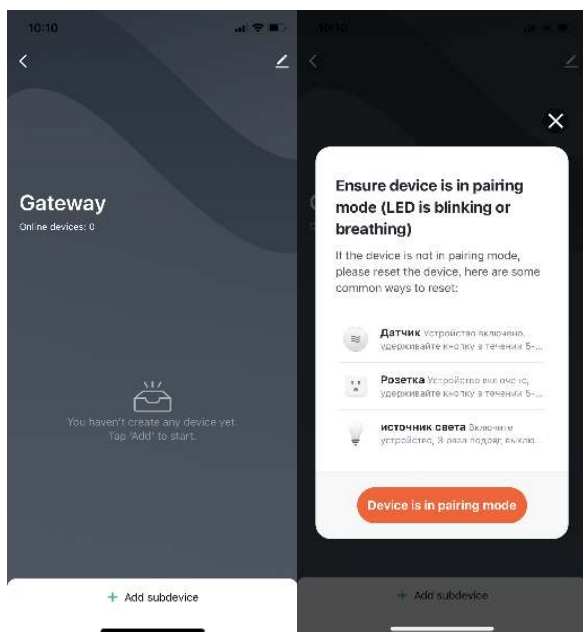 10:10
Gateway
Online devices: 0
You haven't create any device yet.
Tap 'Add' to start.
+ Add subdevice
10:10
Ensure device is in pairing
mode (LED is blinking or
breathing)
If the device is not in pairing mode,
please reset the device, here are some
common ways to reset:
Датчик Устройство включено,
удерживайте кнопку в течении 5-...
Розетка Устройство включено,
удерживайте кнопку в течении 5-...
источник света Включите
устройство, 3 раза подряд, выклю...
Device is in pairing mode
+ Add subdevice